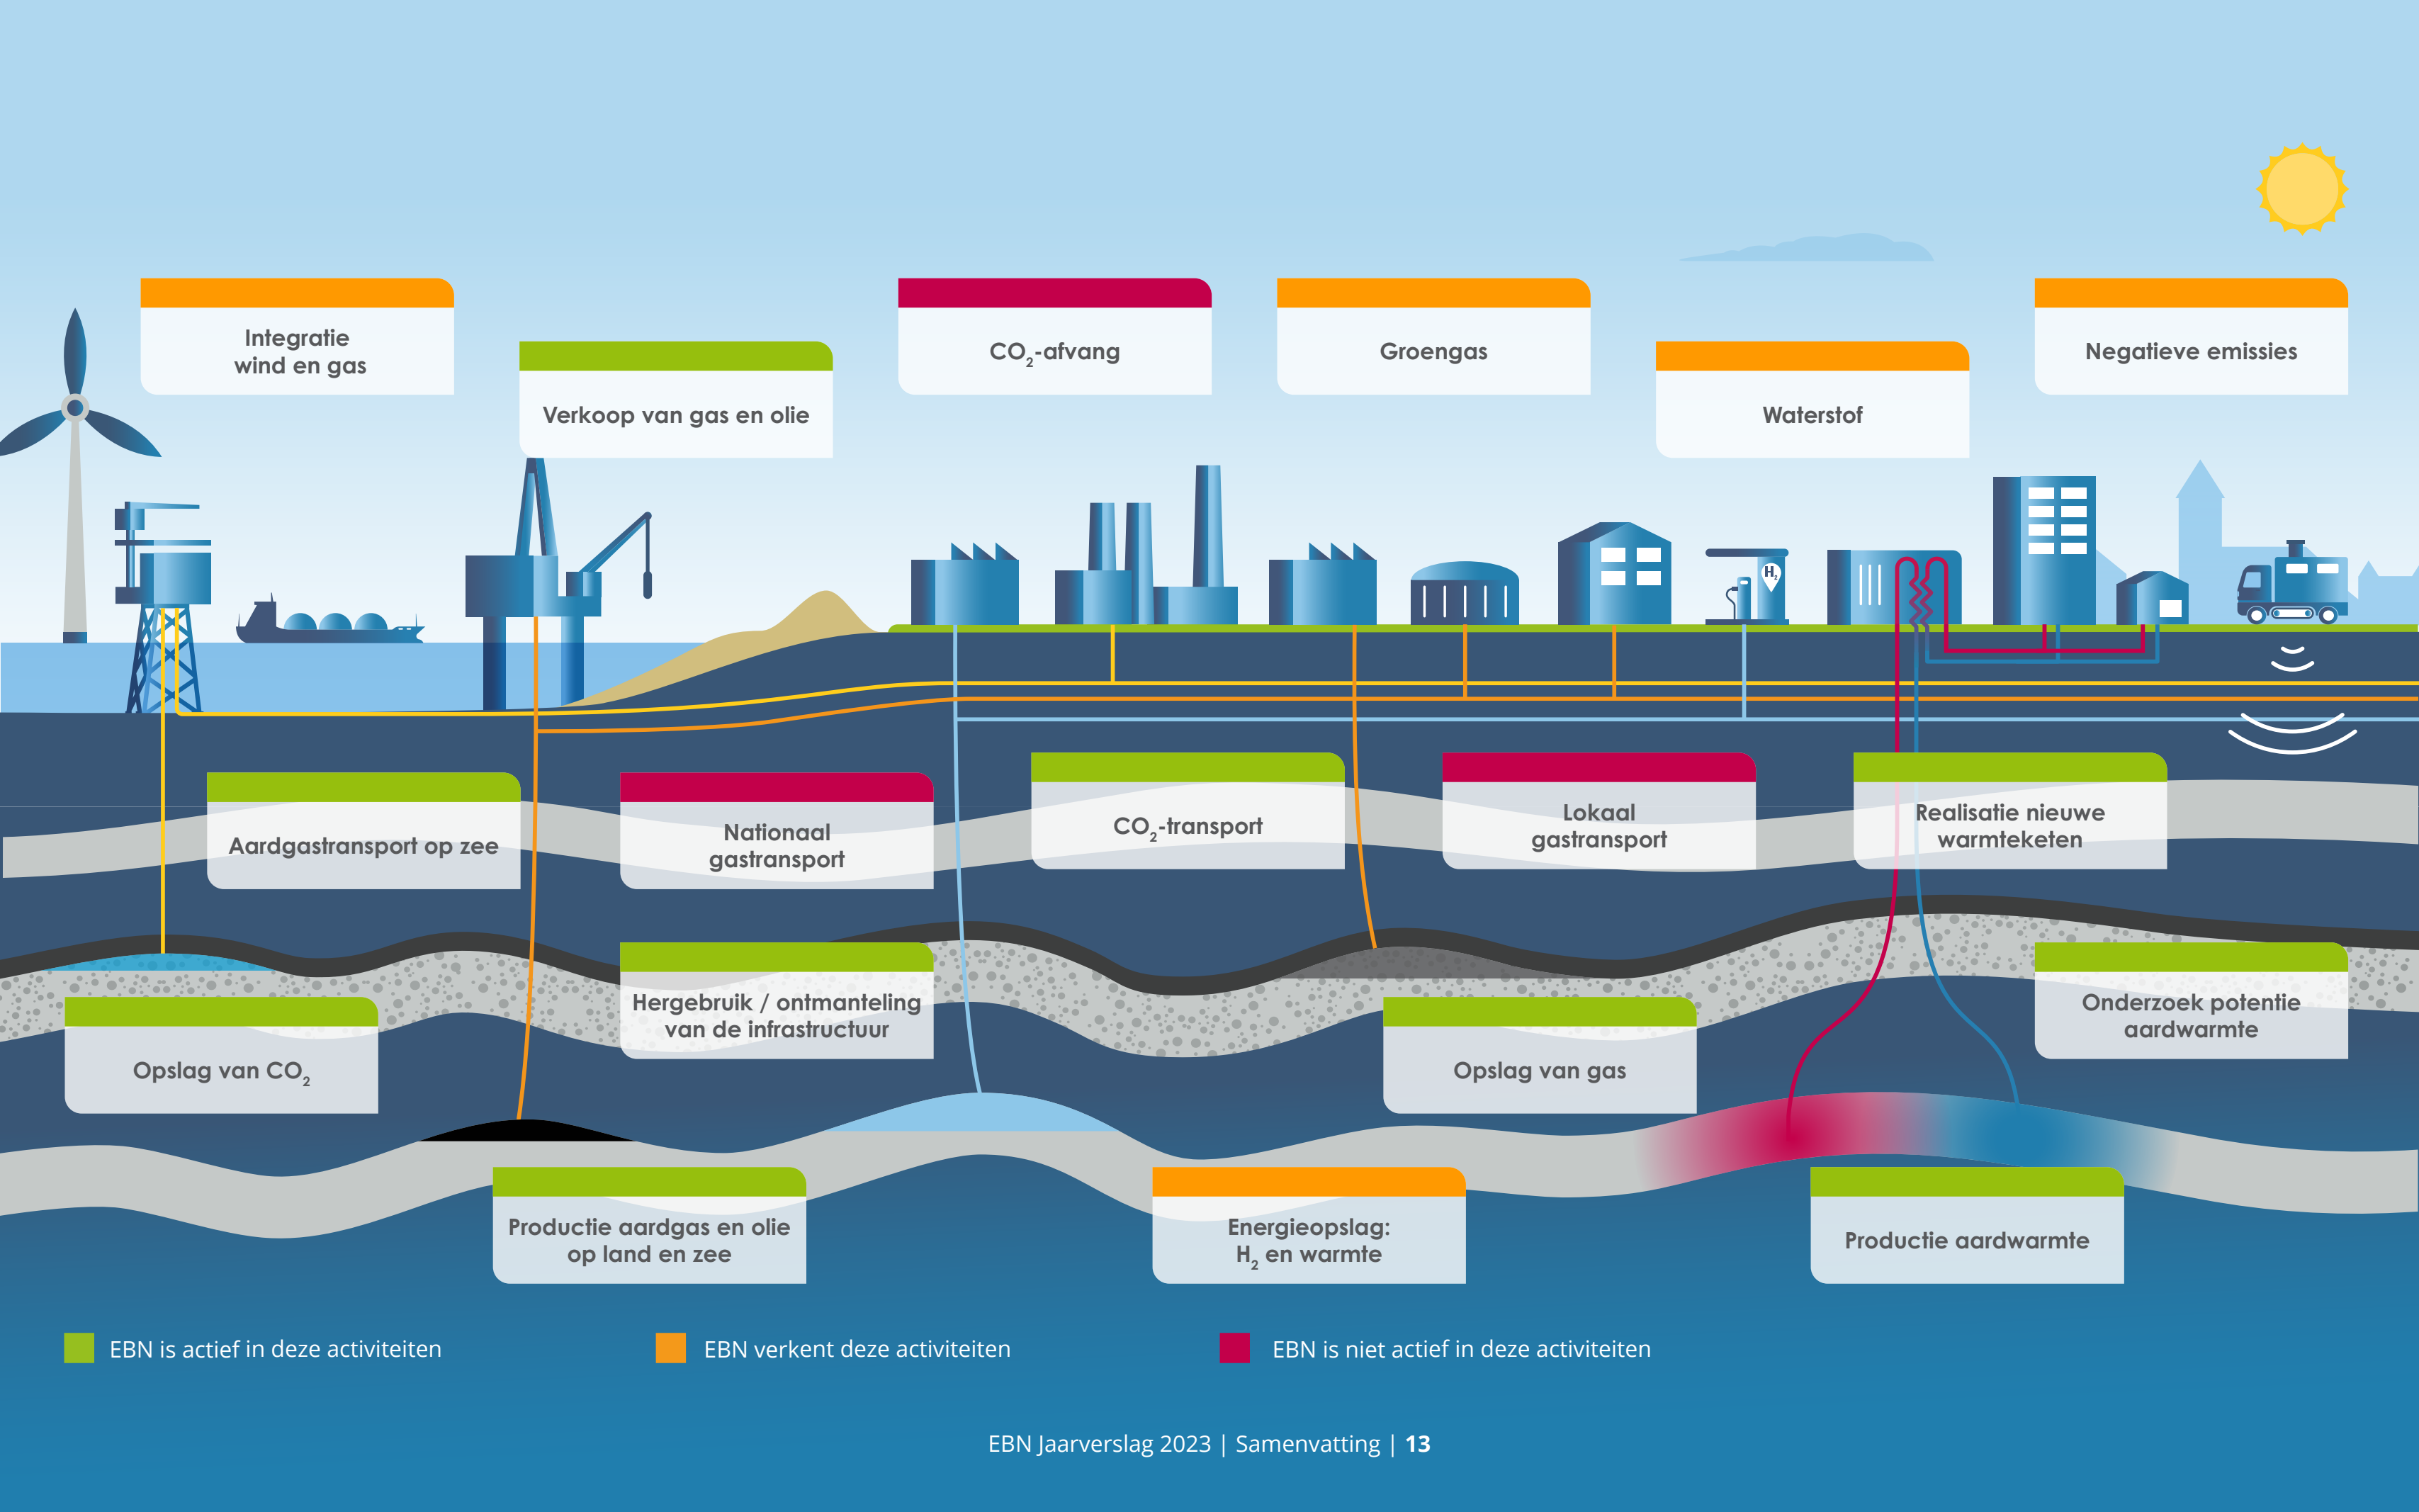 Integratie
wind en gas
Verkoop van gas en olie
CO₂-afvang
Groengas
Waterstof
Negatieve emissies
H₂
Aardgastransport op zee
Nationaal
gastransport
CO₂-transport
Lokaal
gastransport
Realisatie nieuwe
warmteketen
Opslag van CO₂
Hergebruik / ontmanteling
van de infrastructuur
Opslag van gas
Onderzoek potentie
aardwarmte
Productie aardgas en olie
op land en zee
Energieopslag:
H₂ en warmte
Productie aardwarmte
EBN is actief in deze activiteiten
EBN verkent deze activiteiten
EBN is niet actief in deze activiteiten
EBN Jaarverslag 2023 | Samenvatting | 13